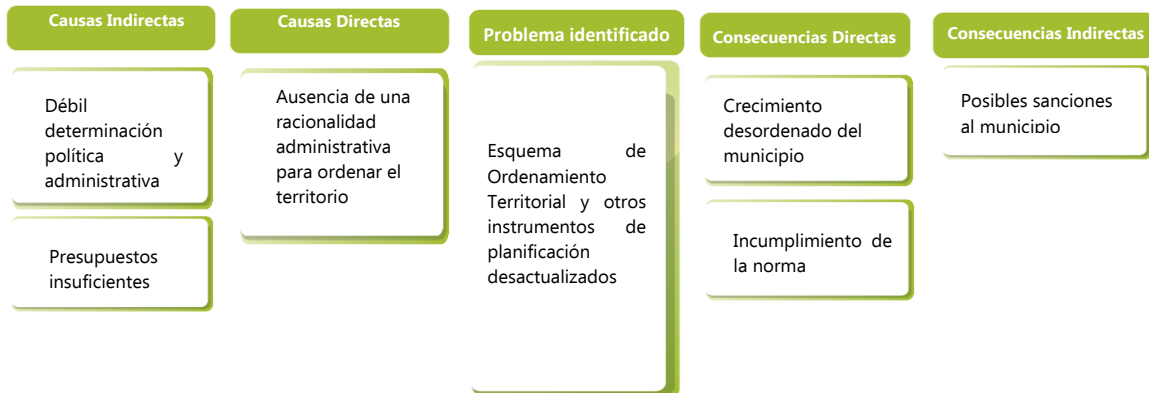 Causas Indirectas
Débil
determinación
política y
administrativa
Presupuestos
insuficientes
Causas Directas
Ausencia de una
racionalidad
administrativa
para ordenar el
territorio
Problema identificado
Esquema de
Ordenamiento
Territorial y otros
instrumentos de
planificación
desactualizados
Consecuencias Directas
Crecimiento
desordenado del
municipio
Incumplimiento de
la norma
Consecuencias Indirectas
Posibles sanciones
al municipio